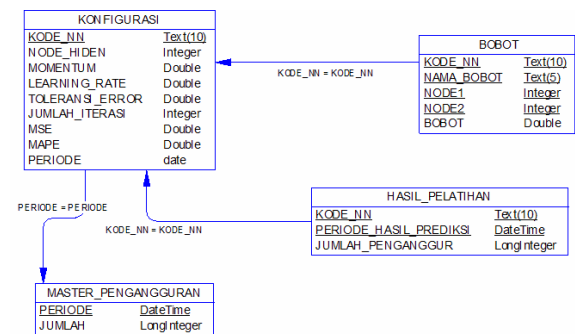 KONFIGURASI
KODE_NN Text(10)
NODE_HIDEN Integer
MOMENTUM Double
LEARNING_RATE Double
TOLERANSI_ERROR Double
JUMLAH_ITERASI Integer
MSE Double
MAPE Double
PERIODE date
BOBOT
KODE_NN Text(10)
NAMA_BOBOT Text(5)
NODE1 Integer
NODE2 Integer
BOBOT Double
KODE_NN = KODE_NN
HASIL_PELATIHAN
KODE_NN Text(10)
PERIODE_HASIL_PREDIKSI DateTime
JUMLAH_PENGANGGUR LongInteger
PERIODE = PERIODE
KODE_NN = KODE_NN
MASTER_PENGANGGURAN
PERIODE DateTime
JUMLAH LongInteger